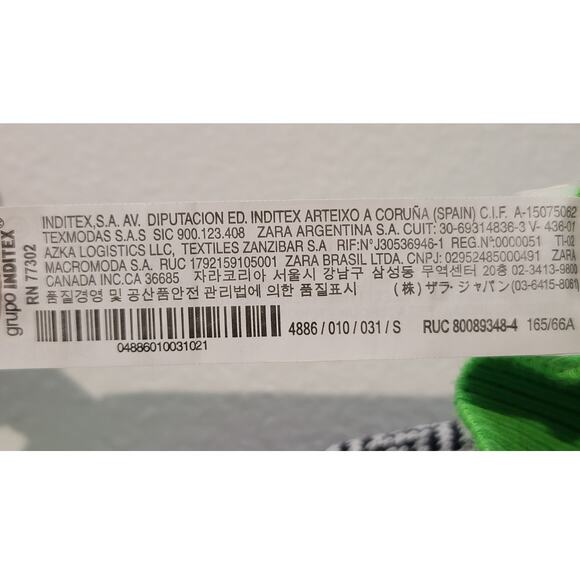 grupo INDITEX®
RN 77302
INDITEX,S.A. AV. DIPUTACION ED. INDITEX ARTEIXO A CORUÑA (SPAIN) C.I.F. A-15075062
TEXMODAS S.A.S SIC 900.123.408 ZARA ARGENTINA S.A. CUIT: 30-69314836-3 V- 436-01
AZKA LOGISTICS LLC, TEXTILES ZANZIBAR S.A RIF:N°J30536946-1 REG.N°0000051 TI-02
MACROMODA S.A. RUC 1792159105001 ZARA BRASIL LTDA. CNPJ: 02952485000491
CANADA INC.CA 36685 자라코리아 서울시 강남구 삼성동 무역센터 20층 02-3413-9800
품질경영 및 공산품안전 관리법에 의한 품질표시 (株) ザラ・ジャパン (03-6415-8061)
4886 / 010 / 031 / S RUC 80089348-4 165/66A
04886010031021